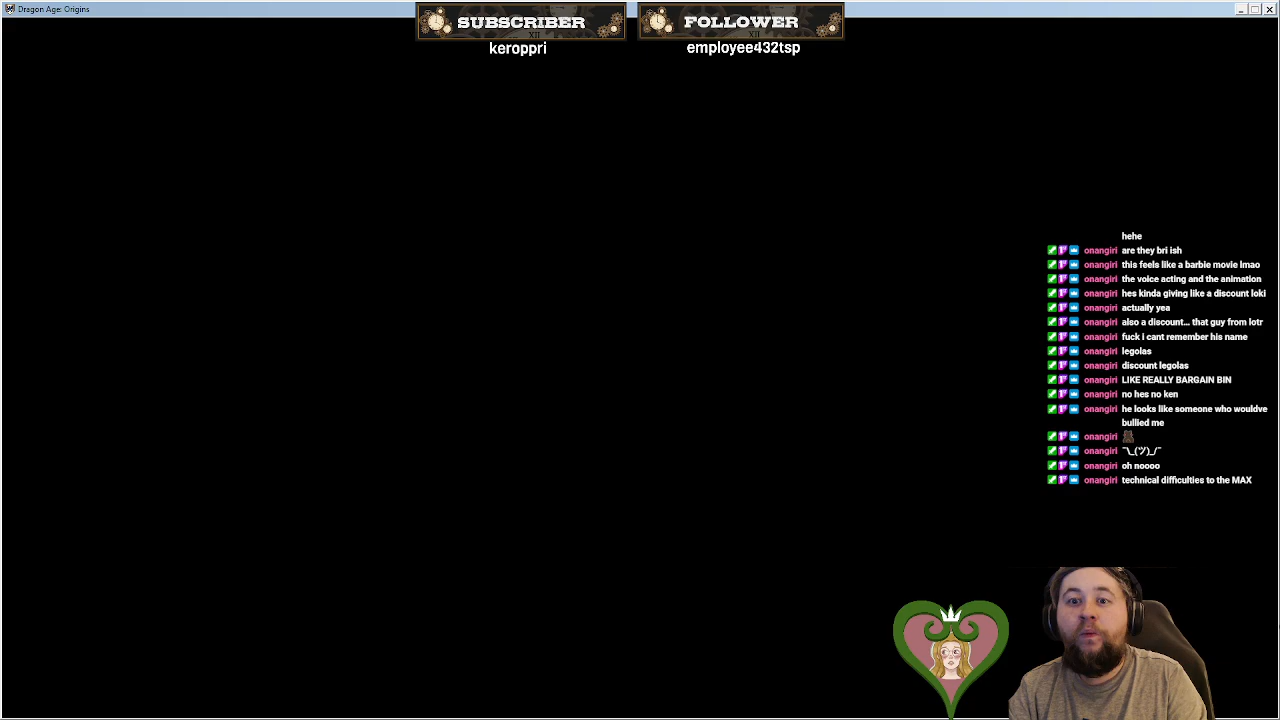 Dragon Age: Origins
SUBSCRIBER
XII
keroppri
FOLLOWER
XII
employee432tsp
hehe
onangiri are they bri ish
onangiri this feels like a barbie movie lmao
onangiri the voice acting and the animation
onangiri hes kinda giving like a discount loki
onangiri actually yea
onangiri also a discount... that guy from lotr
onangiri fuck i cant remember his name
onangiri legolas
onangiri discount legolas
onangiri LIKE REALLY BARGAIN BIN
onangiri no hes no ken
onangiri he looks like someone who wouldve
bullied me
onangiri
onangiri ¯\_(ツ)_/¯
onangiri oh noooo
onangiri technical difficulties to the MAX